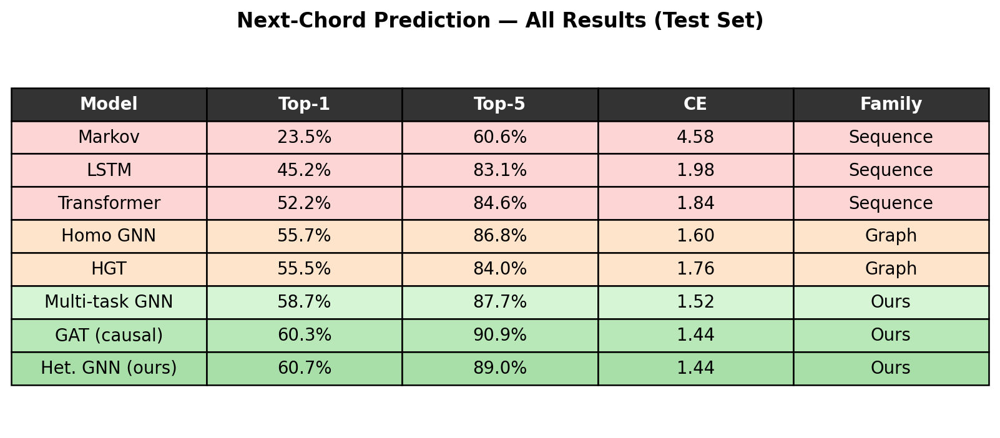 Next-Chord Prediction — All Results (Test Set)
Model Top-1 Top-5 CE Family
Markov 23.5% 60.6% 4.58 Sequence
LSTM 45.2% 83.1% 1.98 Sequence
Transformer 52.2% 84.6% 1.84 Sequence
Homo GNN 55.7% 86.8% 1.60 Graph
HGT 55.5% 84.0% 1.76 Graph
Multi-task GNN 58.7% 87.7% 1.52 Ours
GAT (causal) 60.3% 90.9% 1.44 Ours
Het. GNN (ours) 60.7% 89.0% 1.44 Ours